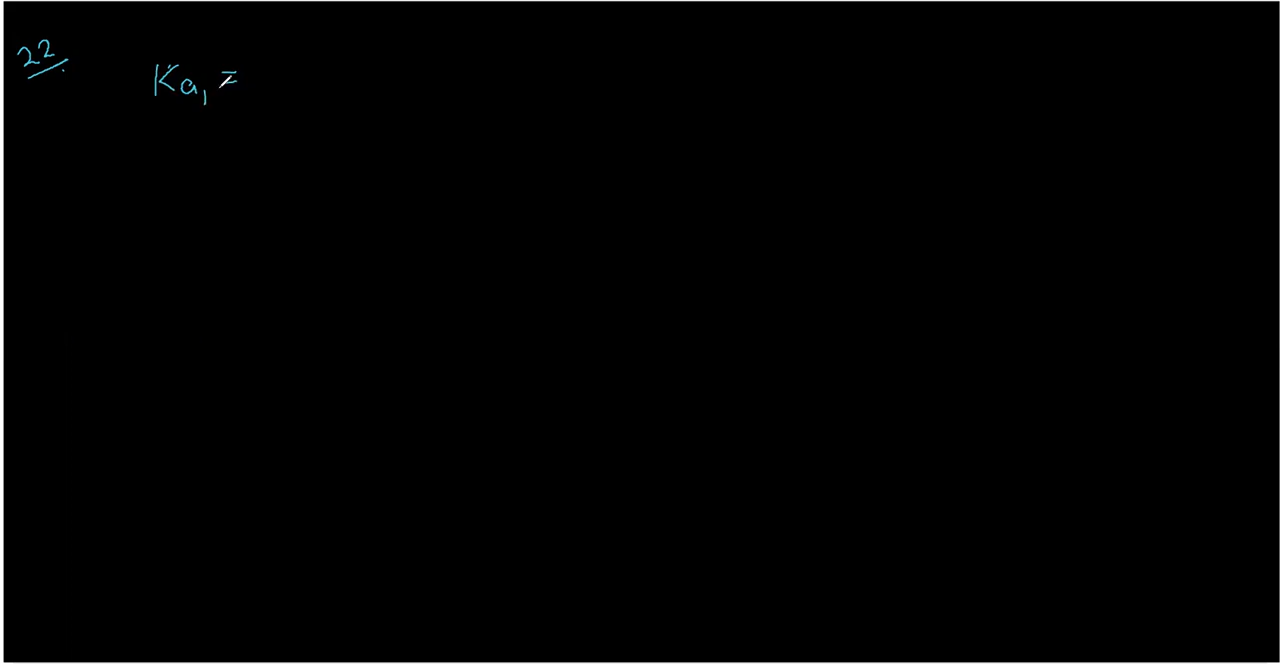 22
Ka₁ =